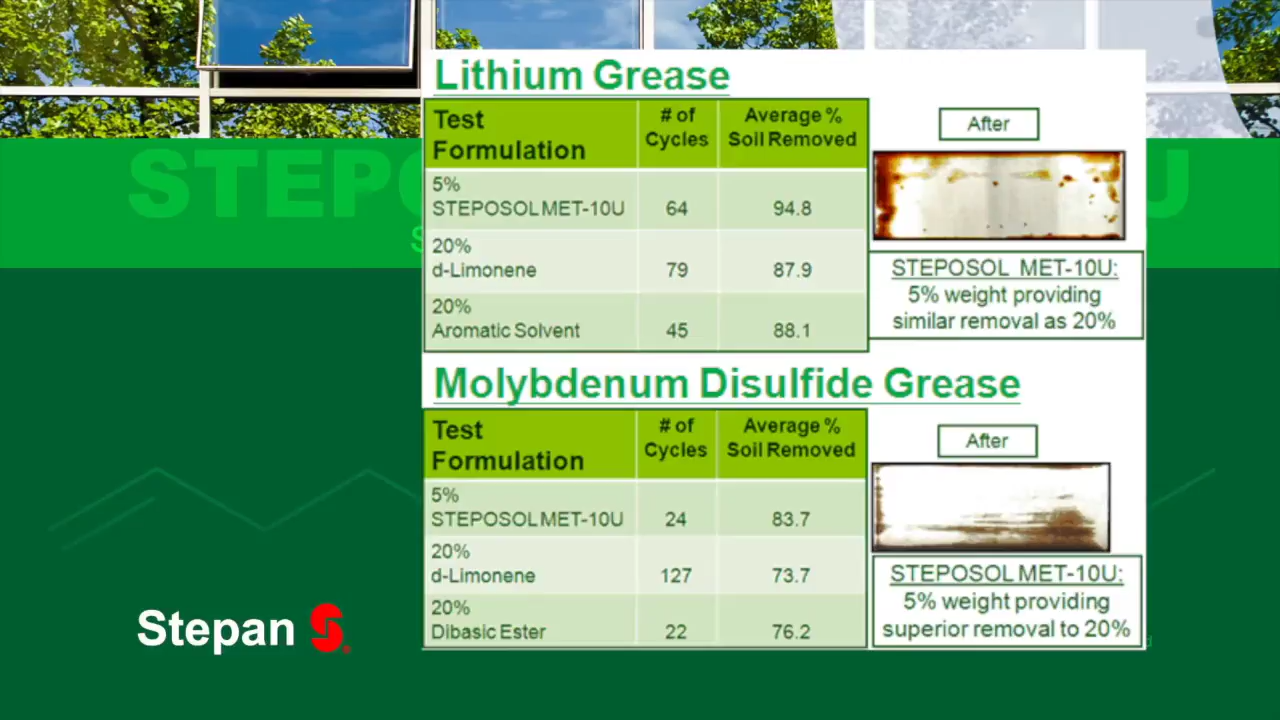 STEP
U
S
Lithium Grease
Test
Formulation
# of
Cycles
Average %
Soil Removed
5%
STEPOSOL MET-10U
64
94.8
20%
d-Limonene
79
87.9
20%
Aromatic Solvent
45
88.1
After
STEPOSOL MET-10U:
5% weight providing
similar removal as 20%
Molybdenum Disulfide Grease
Test
Formulation
# of
Cycles
Average %
Soil Removed
5%
STEPOSOL MET-10U
24
83.7
20%
d-Limonene
127
73.7
20%
Dibasic Ester
22
76.2
After
STEPOSOL MET-10U:
5% weight providing
superior removal to 20%
Stepan